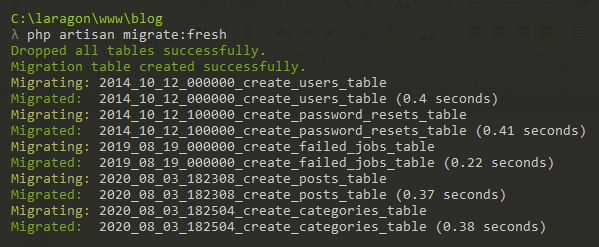 C:\laragon\www\blog
λ php artisan migrate:fresh
Dropped all tables successfully.
Migration table created successfully.
Migrating: 2014_10_12_000000_create_users_table
Migrated:  2014_10_12_000000_create_users_table (0.4 seconds)
Migrating: 2014_10_12_100000_create_password_resets_table
Migrated:  2014_10_12_100000_create_password_resets_table (0.41 seconds)
Migrating: 2019_08_19_000000_create_failed_jobs_table
Migrated:  2019_08_19_000000_create_failed_jobs_table (0.22 seconds)
Migrating: 2020_08_03_182308_create_posts_table
Migrated:  2020_08_03_182308_create_posts_table (0.37 seconds)
Migrating: 2020_08_03_182504_create_categories_table
Migrated:  2020_08_03_182504_create_categories_table (0.38 seconds)